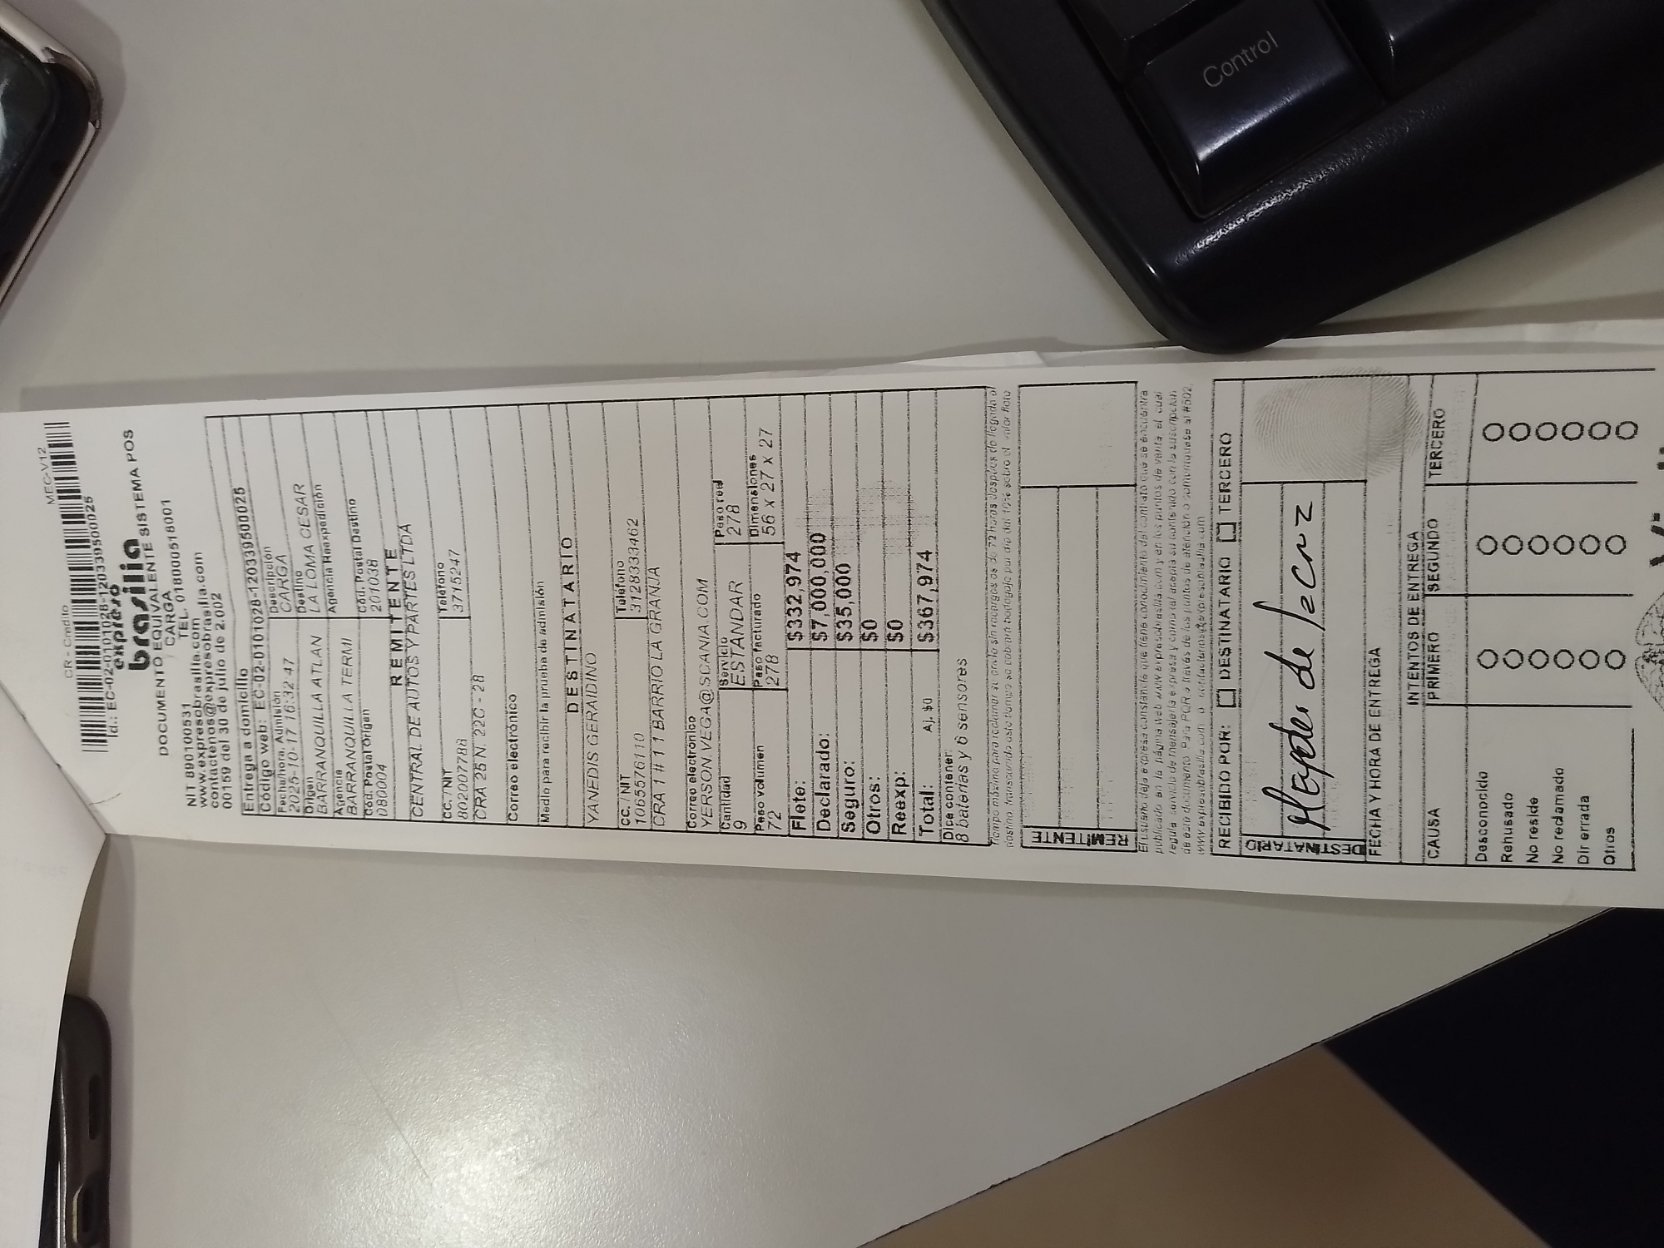 CR - Crédito
MEC-V12
Id.: EC-02-0101028-120339500025
expreso
brasilia
DOCUMENTO EQUIVALENTE SISTEMA POS
CARGA
NIT 890100531 TEL. 018000518001
www.expresobrasilia.com
contactenos@expresobrasilia.com
00159 del 30 de julio de 2002
Entrega a domicilio
Código web: EC-02-0101028-120339500025
Fecha/hora. Admisión Descripción
2025-10-17 16:32:47 CARGA
Origen Destino
BARRANQUILLA ATLAN LA LOMA CESAR
Agencia Agencia Reexpedición
BARRANQUILLA TERMI
Cód. Postal Origen Cód. Postal Destino
080004 201038
REMITENTE
CENTRAL DE AUTOS Y PARTES LTDA
CC. / NIT Teléfono
802007788 3715247
CRA 25 N. 22C - 28
Correo electrónico
Medio para recibir la prueba de admisión
DESTINATARIO
YANEDIS GERAIDINO
CC. / NIT Teléfono
1065576110 3128333462
CRA 1 # 1 1 BARRIO LA GRANJA
Correo electrónico
YERSON.VEGA@SCANIA.COM
Cantidad Servicio Peso real
9 ESTANDAR 278
Peso volumen Peso facturado Dimensiones
72 278 56 x 27 x 27
Flete: $332,974
Declarado: $7,000,000
Seguro: $35,000
Otros: $0
Reexp: $0
Total: Aj. $0 $367,974
Dice contener:
8 baterias y 6 sensores
REMITENTE
RECIBIDO POR: DESTINATARIO TERCERO
DESTINATARIO
FECHA Y HORA DE ENTREGA
INTENTOS DE ENTREGA
CAUSA PRIMERO SEGUNDO TERCERO
Desconocido
Rehusado
No reside
No reclamado
Dir errada
Otros
Control